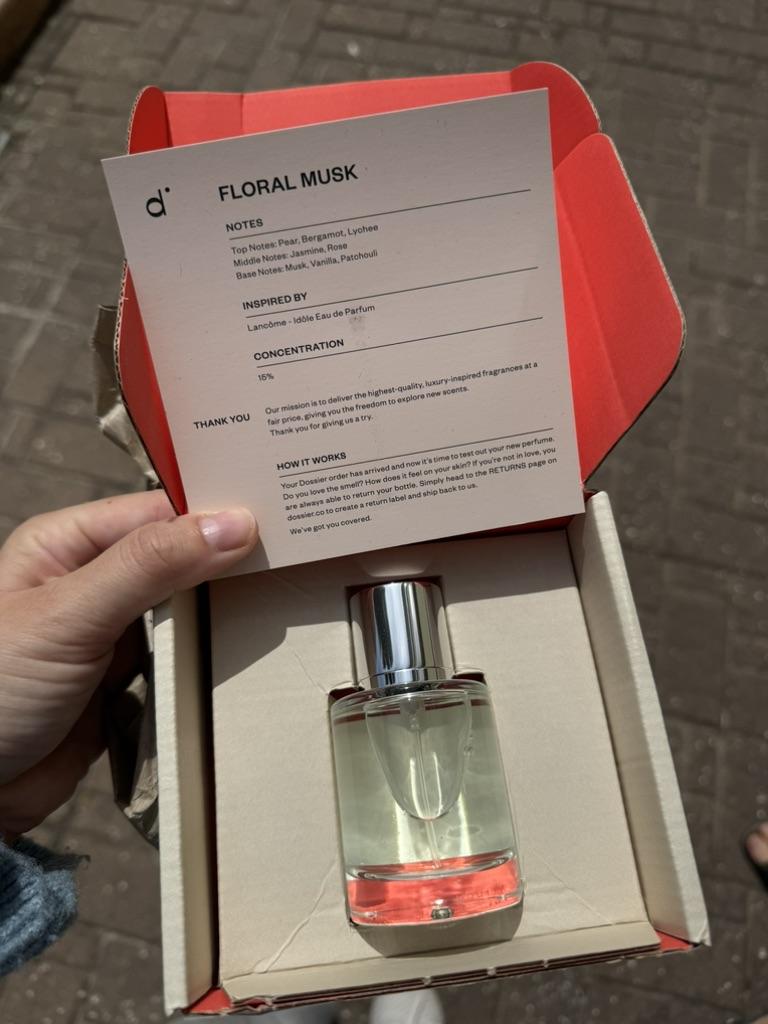 d
FLORAL MUSK
NOTES
Top Notes: Pear, Bergamot, Lychee
Middle Notes: Jasmine, Rose
Base Notes: Musk, Vanilla, Patchouli
INSPIRED BY
Lancôme - Idôle Eau de Parfum
CONCENTRATION
15%
THANK YOU
Our mission is to deliver the highest-quality, luxury-inspired fragrances at a
fair price, giving you the freedom to explore new scents.
Thank you for giving us a try.
HOW IT WORKS
Your Dossier order has arrived and now it's time to test out your new perfume.
Do you love the smell? How does it feel on your skin? If you're not in love, you
are always able to return your bottle. Simply head to the RETURNS page on
dossier.co to create a return label and ship back to us.
We've got you covered.